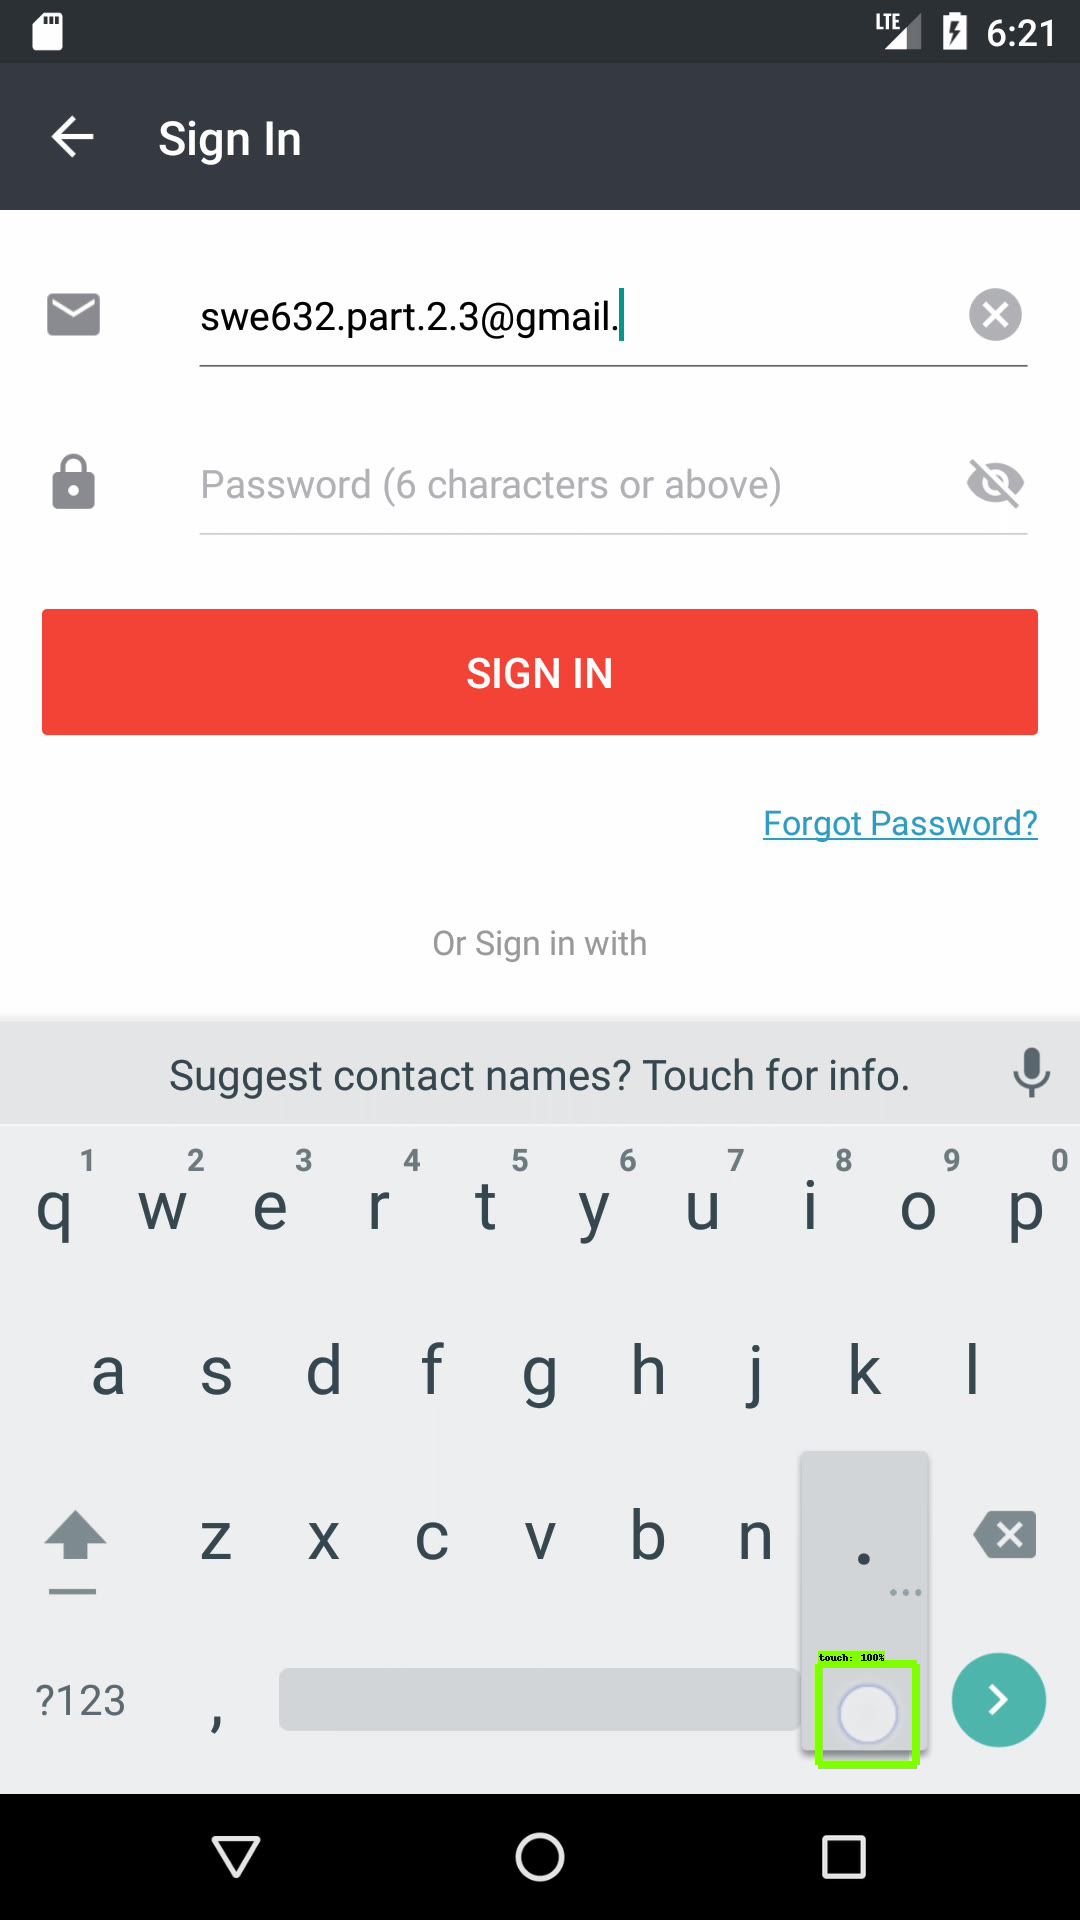 LTE 6:21
Sign In
swe632.part.2.3@gmail.
Password (6 characters or above)
SIGN IN
Forgot Password?
Or Sign in with
Suggest contact names? Touch for info.
1 2 3 4 5 6 7 8 9 0
q w e r t y u i o p
a s d f g h j k l
z x c v b n .
...
touch: 100%
?123 ,